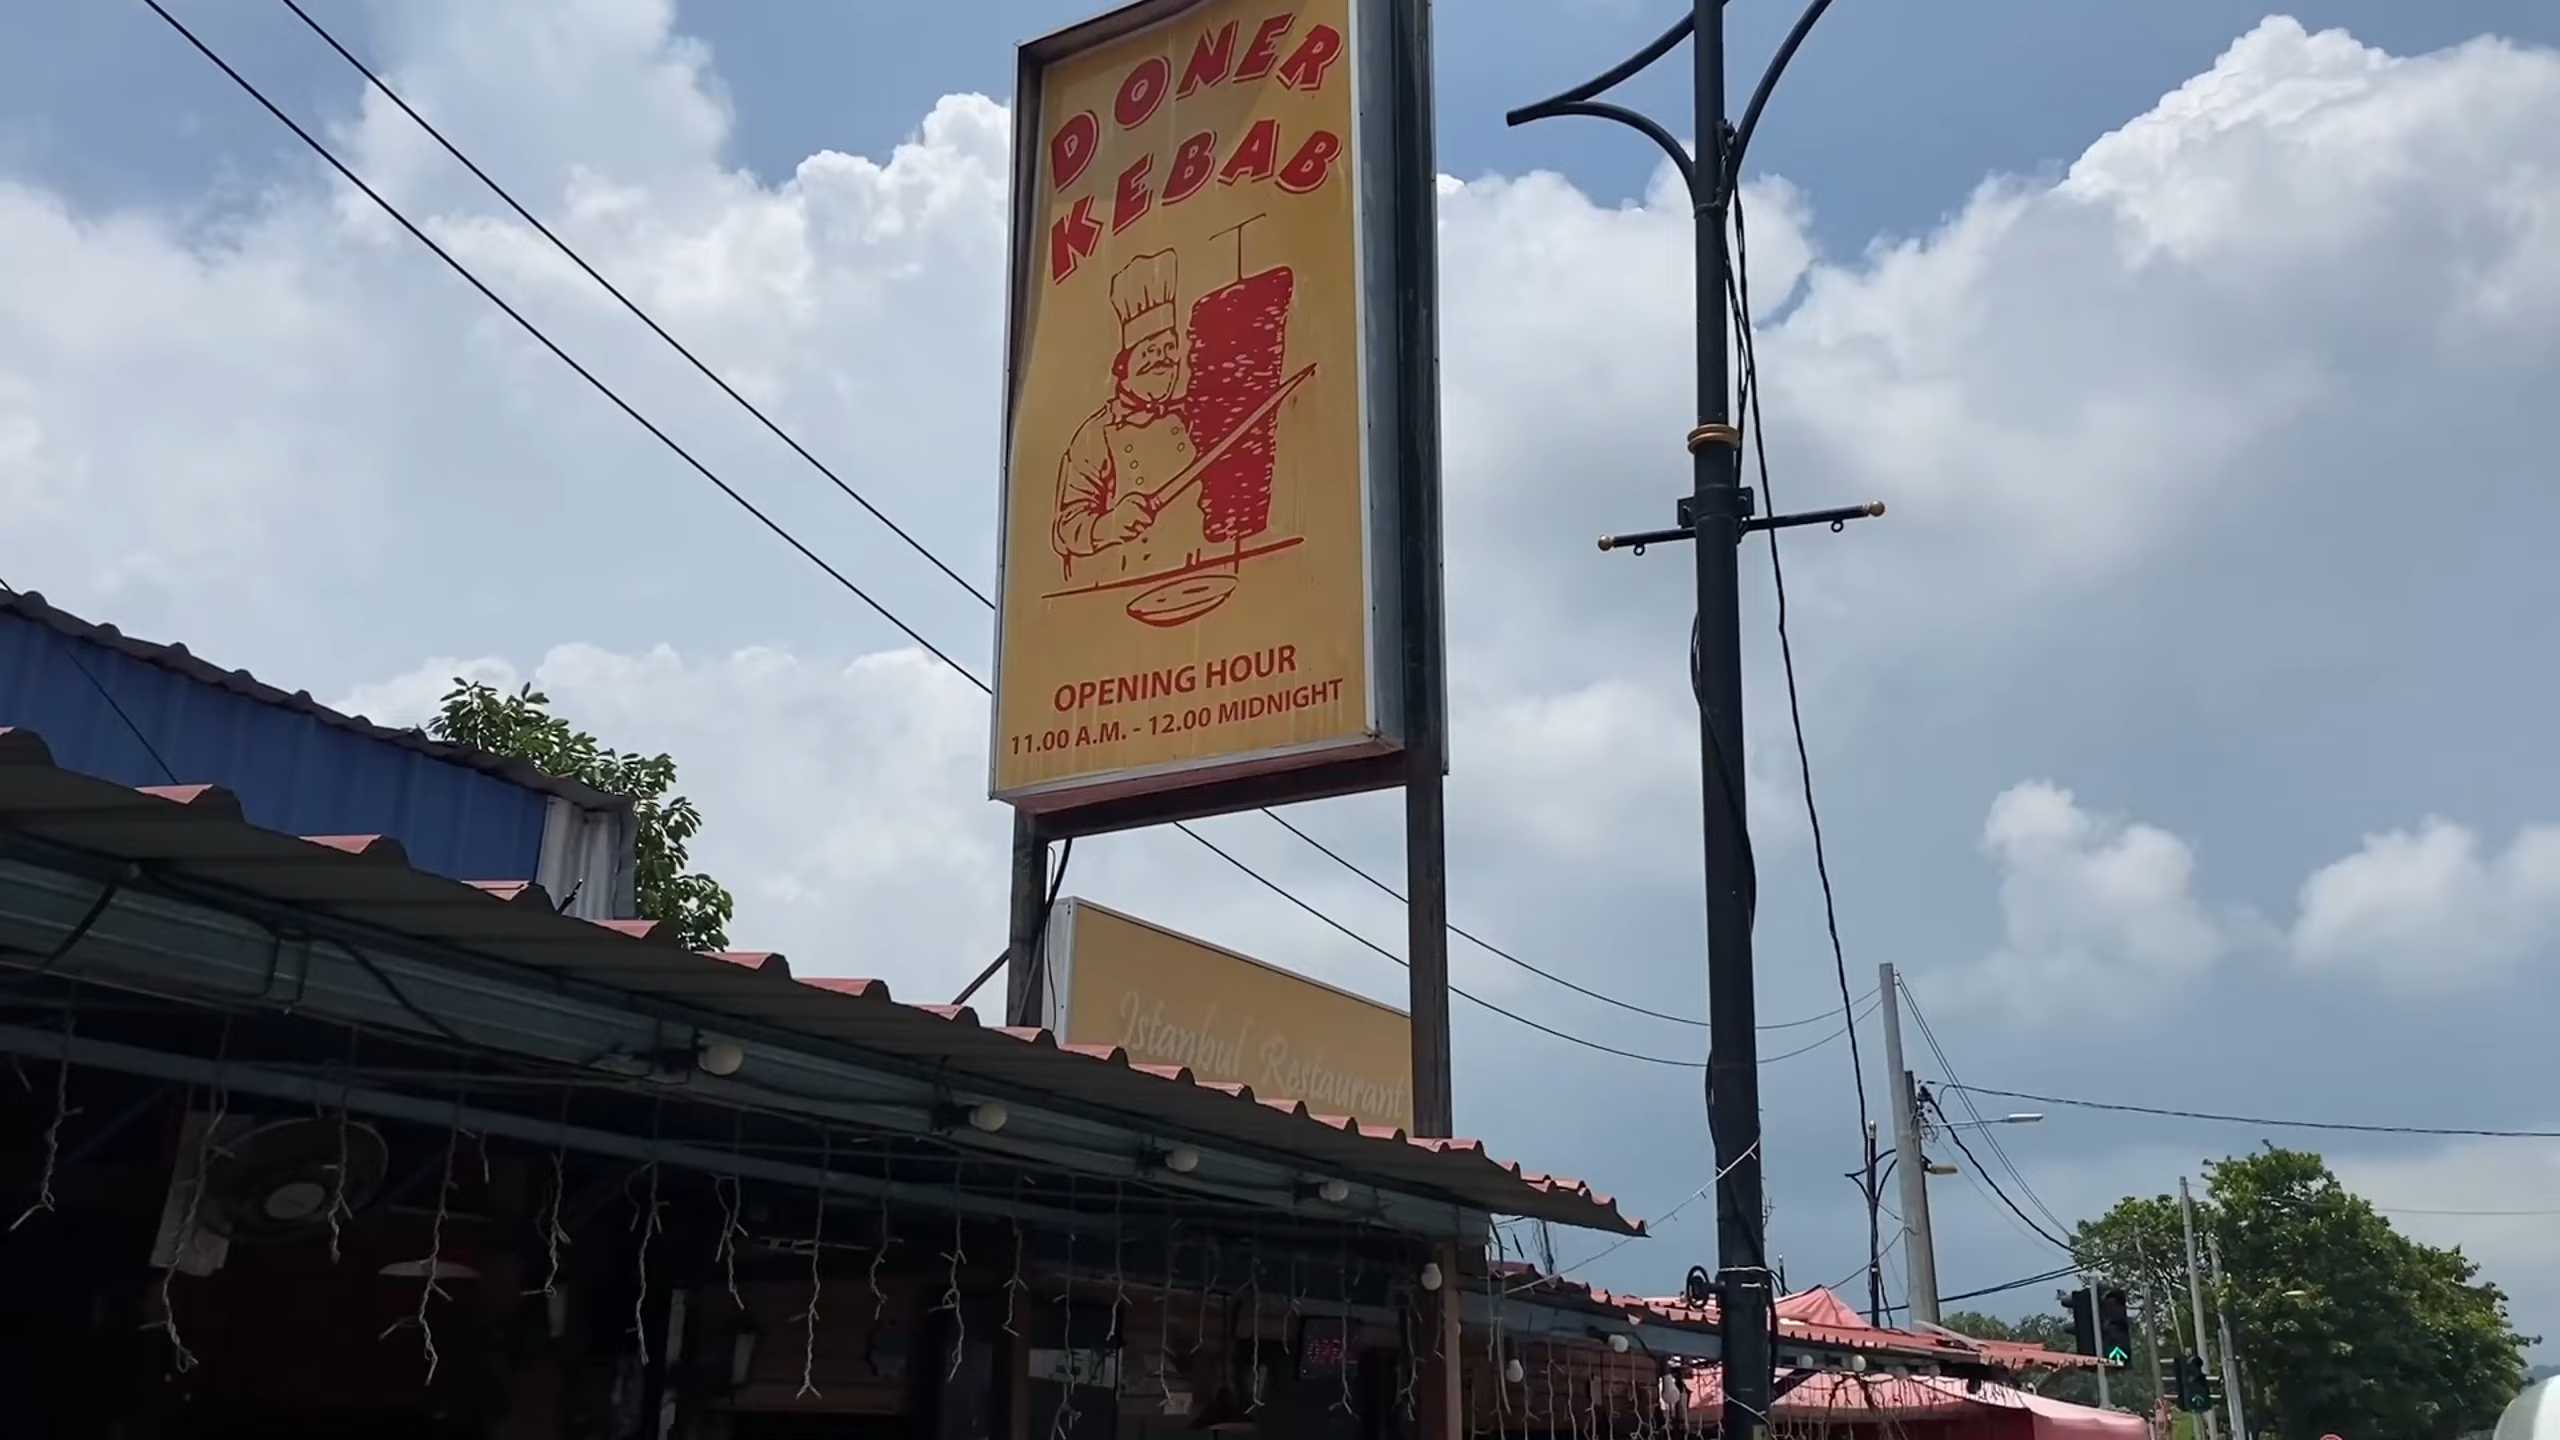 DONER
KEBAB
OPENING HOUR
11.00 A.M. - 12.00 MIDNIGHT
Istanbul Restaurant